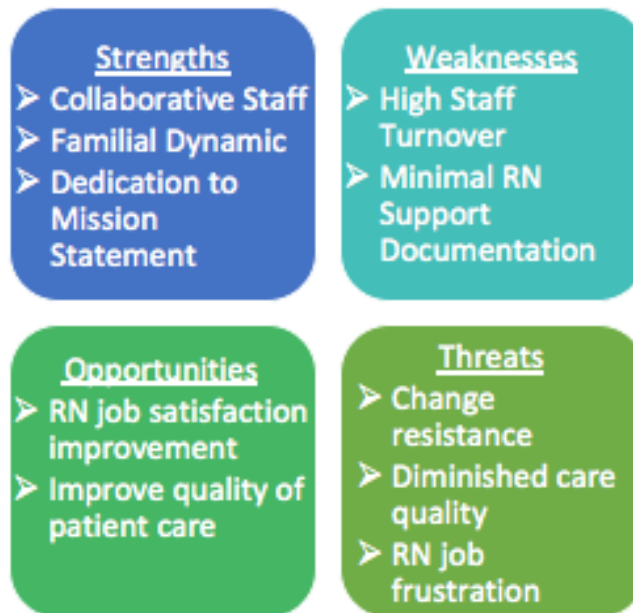 Strengths
➢ Collaborative Staff
➢ Familial Dynamic
➢ Dedication to
Mission
Statement
Weaknesses
➢ High Staff
Turnover
➢ Minimal RN
Support
Documentation
Opportunities
➢ RN job satisfaction
improvement
➢ Improve quality of
patient care
Threats
➢ Change
resistance
➢ Diminished care
quality
➢ RN job
frustration